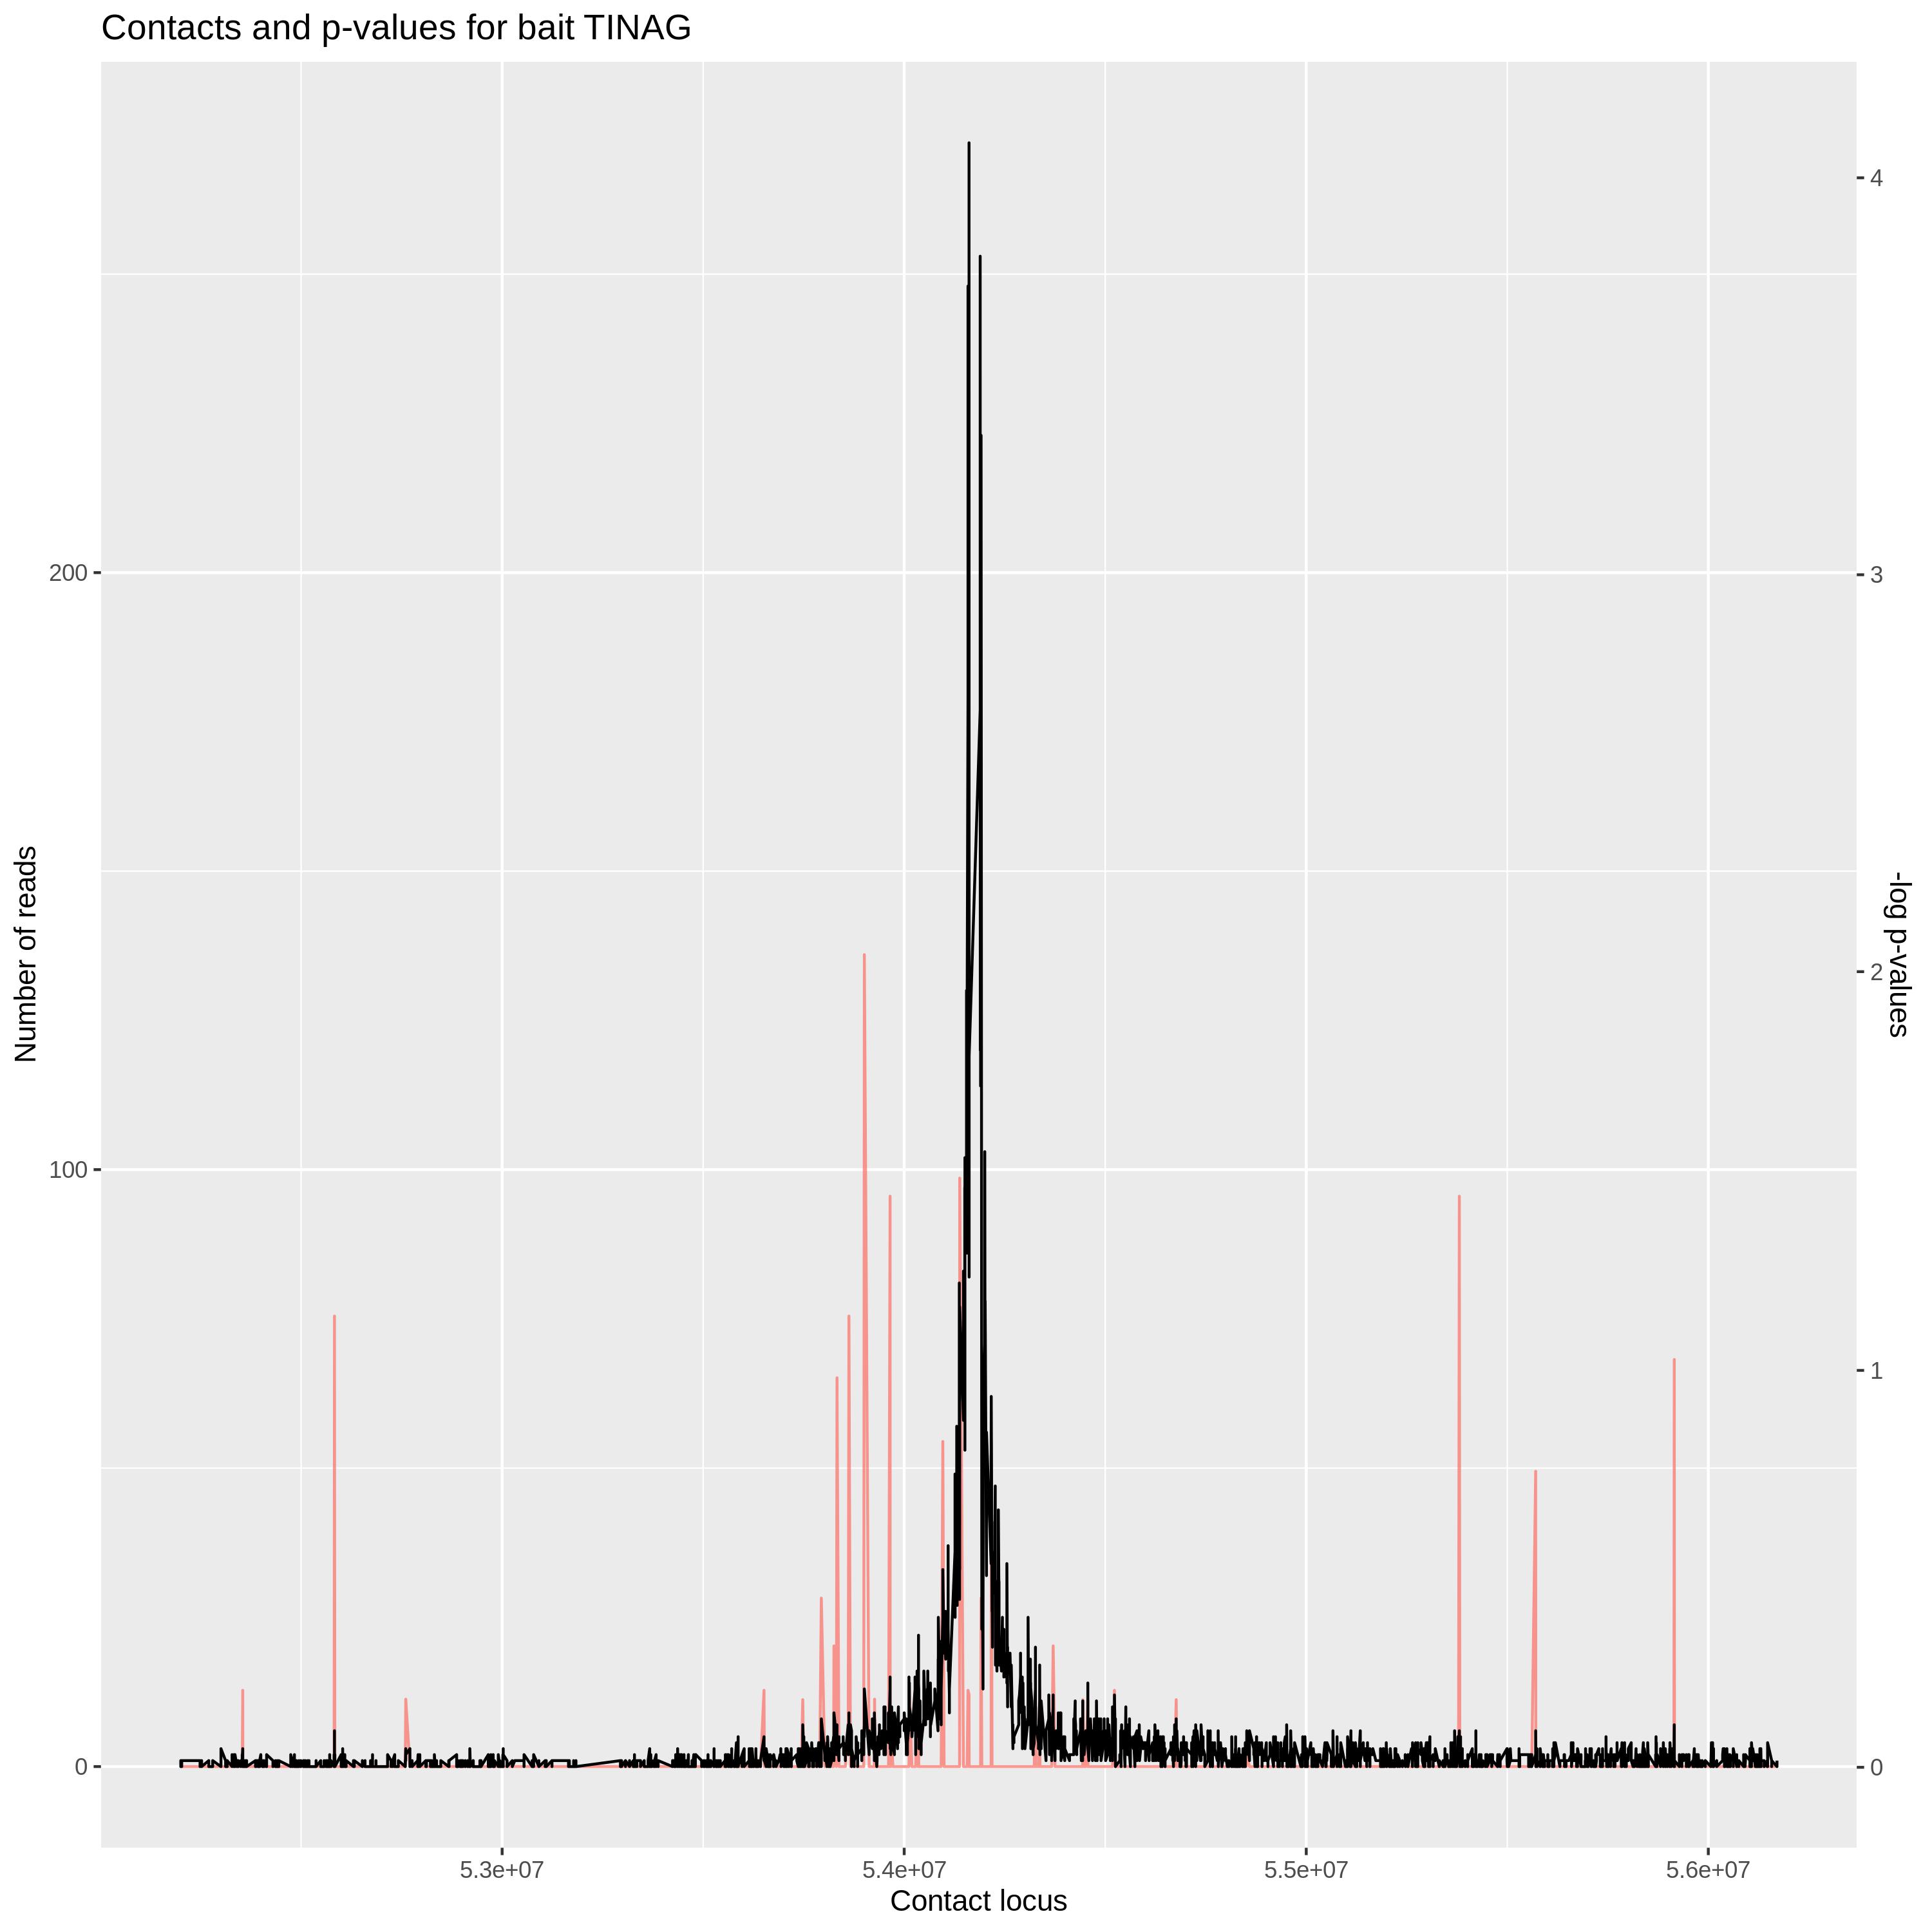 Contacts and p-values for bait TINAG
Number of reads
200
100
0
4
3
2
1
0
-log p-values
5.3e+07
5.4e+07
5.5e+07
5.6e+07
Contact locus